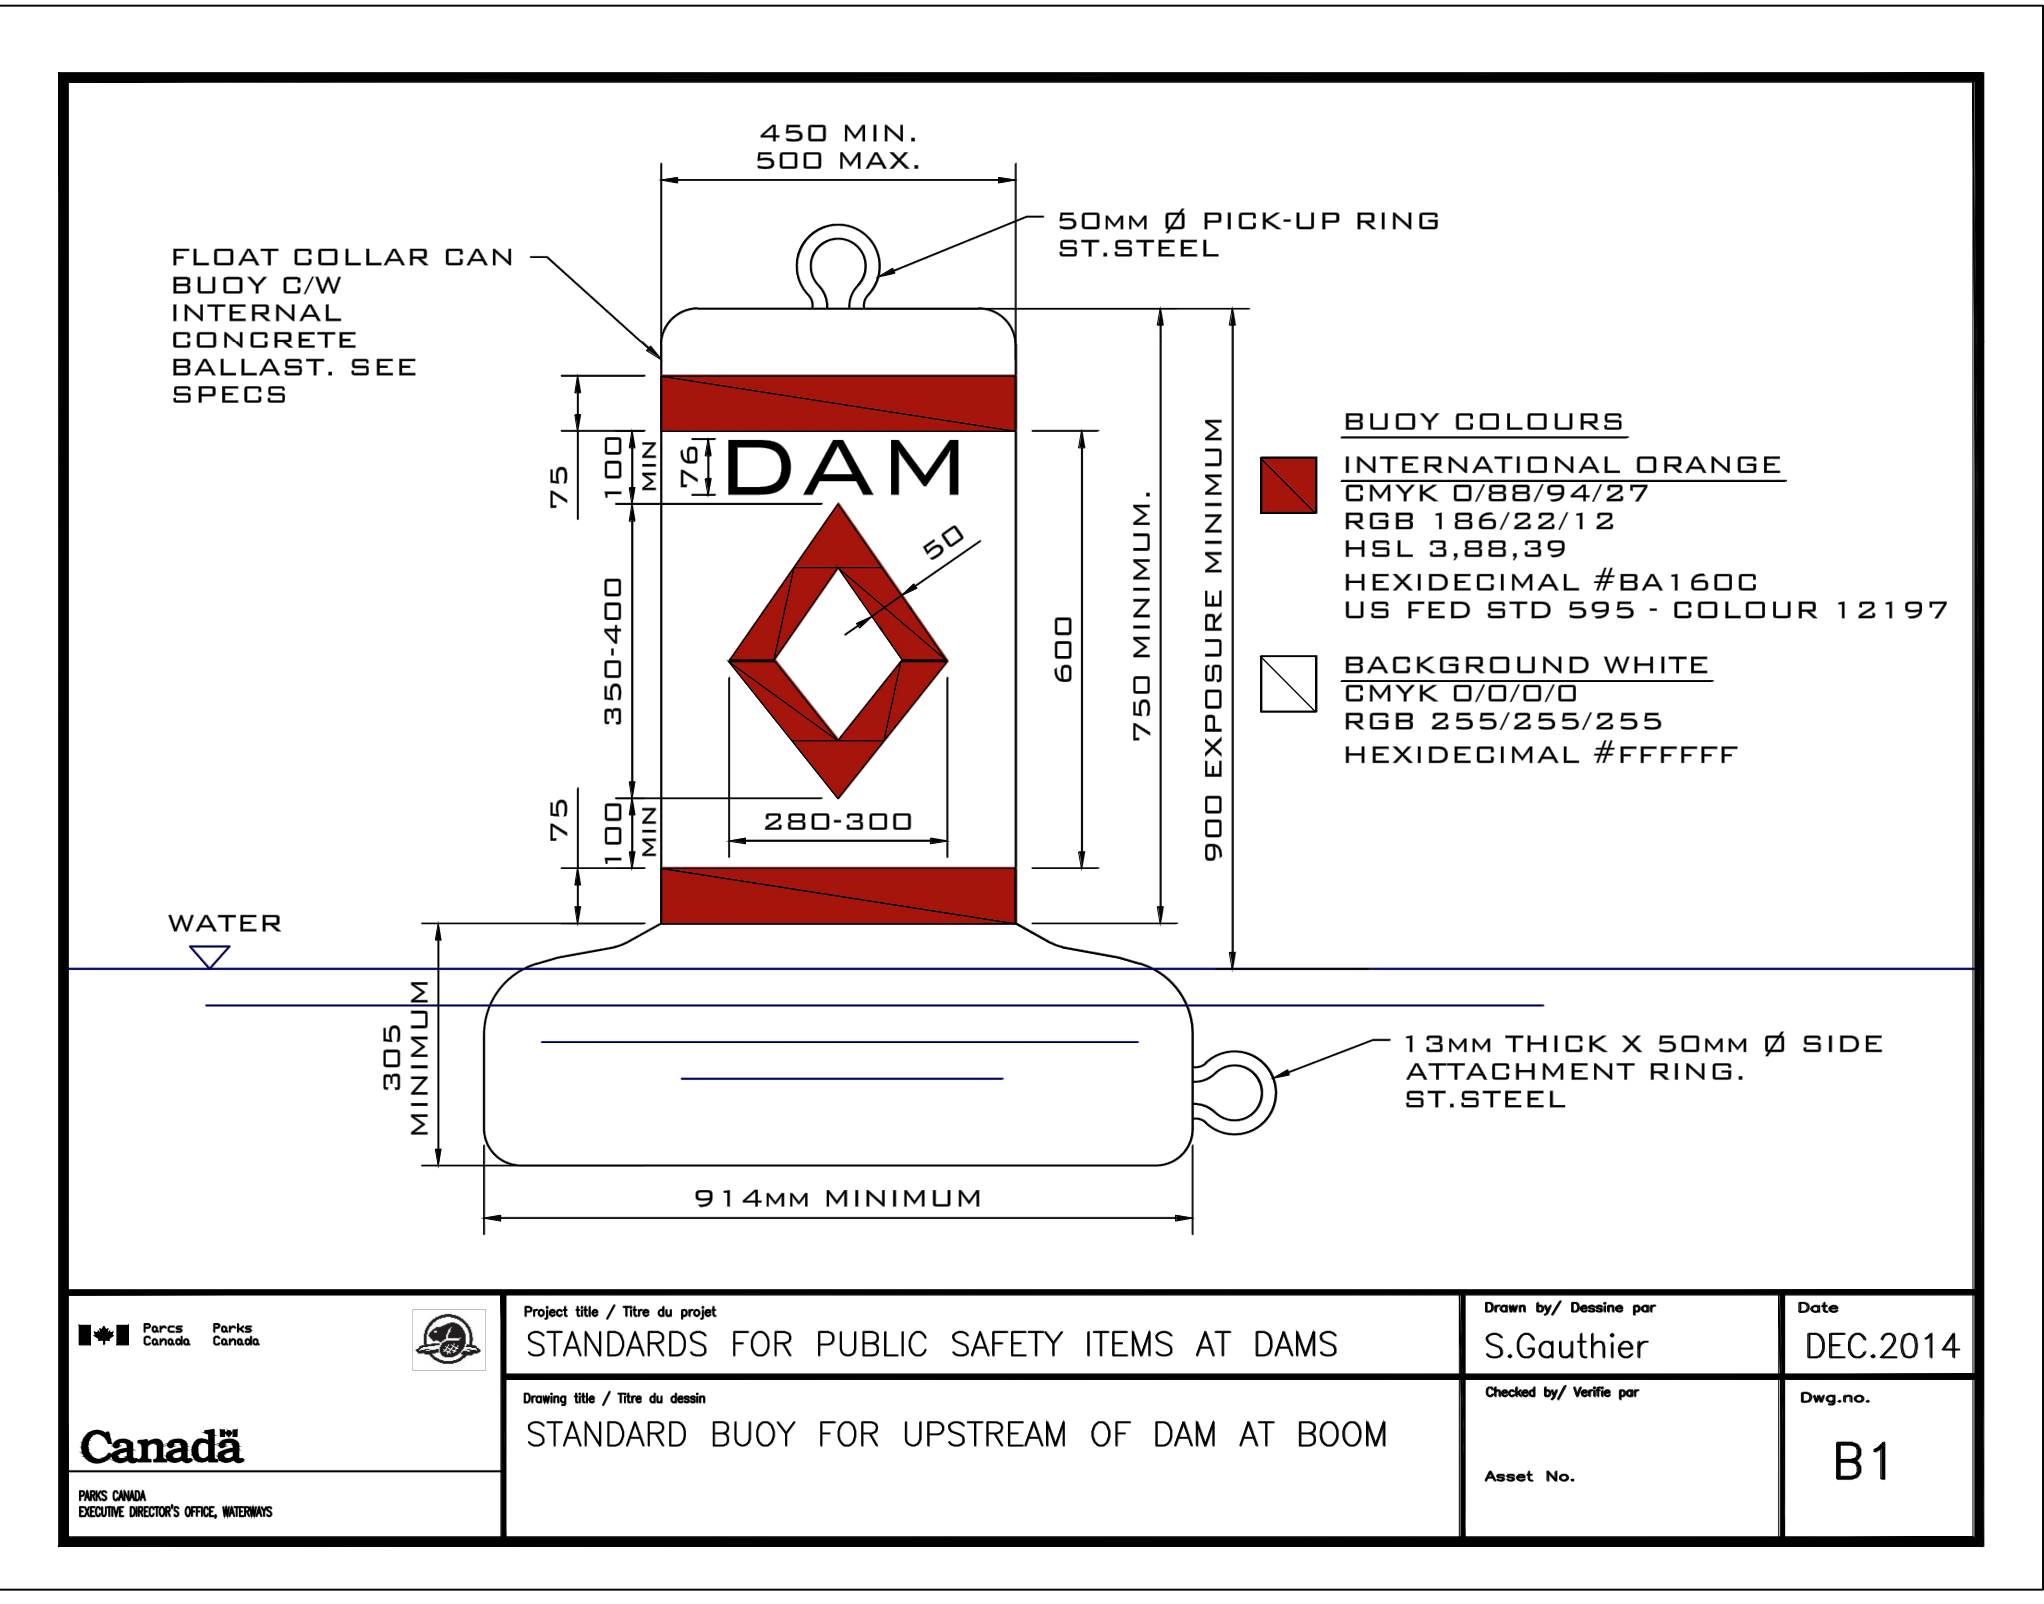 450 MIN.
500 MAX.
50MM Ø PICK-UP RING
ST.STEEL
FLOAT COLLAR CAN
BUOY C/W
INTERNAL
CONCRETE
BALLAST. SEE
SPECS
75
100
MIN
76
DAM
50
350-400
600
750 MINIMUM.
900 EXPOSURE MINIMUM
75
100
MIN
280-300
BUOY COLOURS
INTERNATIONAL ORANGE
CMYK 0/88/94/27
RGB 186/22/12
HSL 3,88,39
HEXIDECIMAL #BA160C
US FED STD 595 - COLOUR 12197
BACKGROUND WHITE
CMYK 0/0/0/0
RGB 255/255/255
HEXIDECIMAL #FFFFFF
WATER
305
MINIMUM
13MM THICK X 50MM Ø SIDE
ATTACHMENT RING.
ST.STEEL
914MM MINIMUM
Parcs
Canada
Parks
Canada
Canada
PARKS CANADA
EXECUTIVE DIRECTOR'S OFFICE, WATERWAYS
Project title / Titre du projet
STANDARDS FOR PUBLIC SAFETY ITEMS AT DAMS
Drawing title / Titre du dessin
STANDARD BUOY FOR UPSTREAM OF DAM AT BOOM
Drawn by/ Dessine par
S.Gauthier
Date
DEC.2014
Checked by/ Verifie par
Asset No.
Dwg.no.
B1